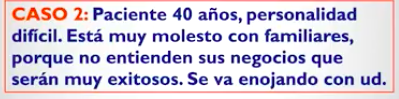 CASO 2: Paciente 40 años, personalidad
difícil. Está muy molesto con familiares,
porque no entienden sus negocios que
serán muy exitosos. Se va enojando con ud.